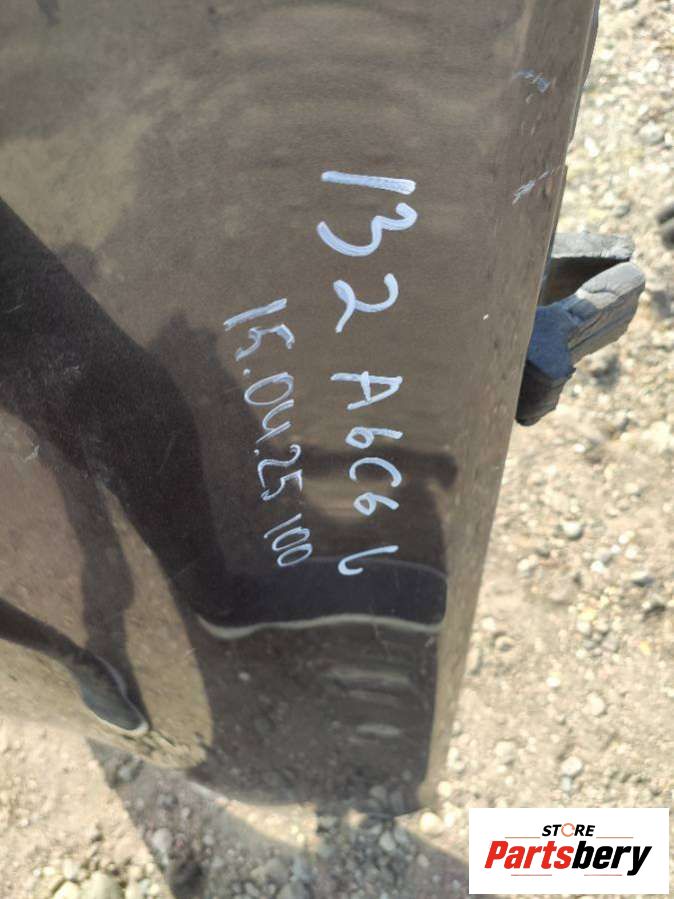 132 A6C6 L
15.04.25 100
STORE
Partsbery